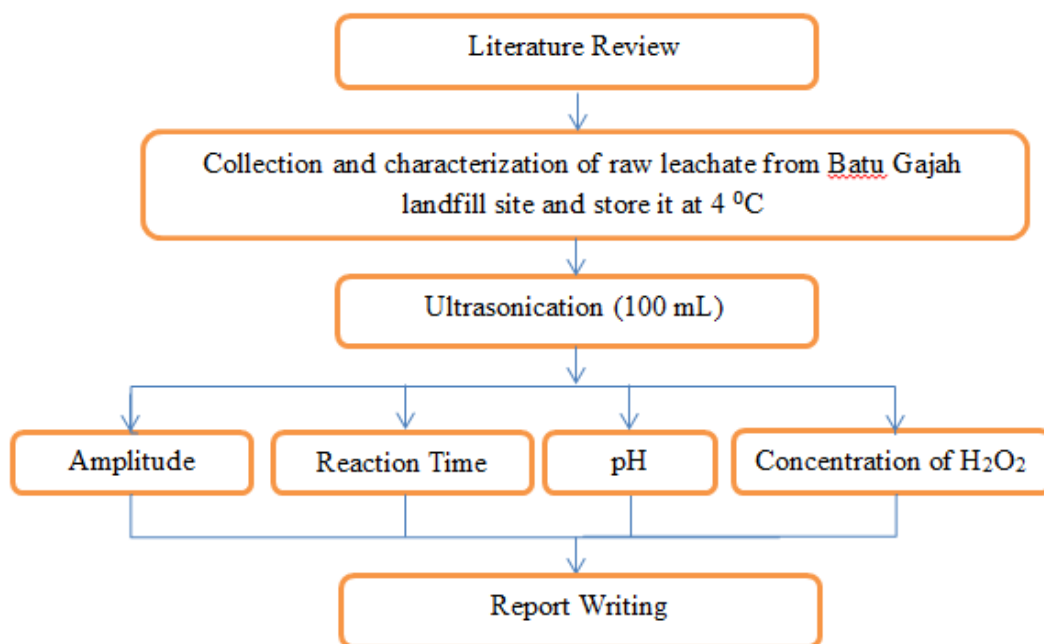 Literature Review
Collection and characterization of raw leachate from Batu Gajah
landfill site and store it at 4 ⁰C
Ultrasonication (100 mL)
Amplitude
Reaction Time
pH
Concentration of H₂O₂
Report Writing